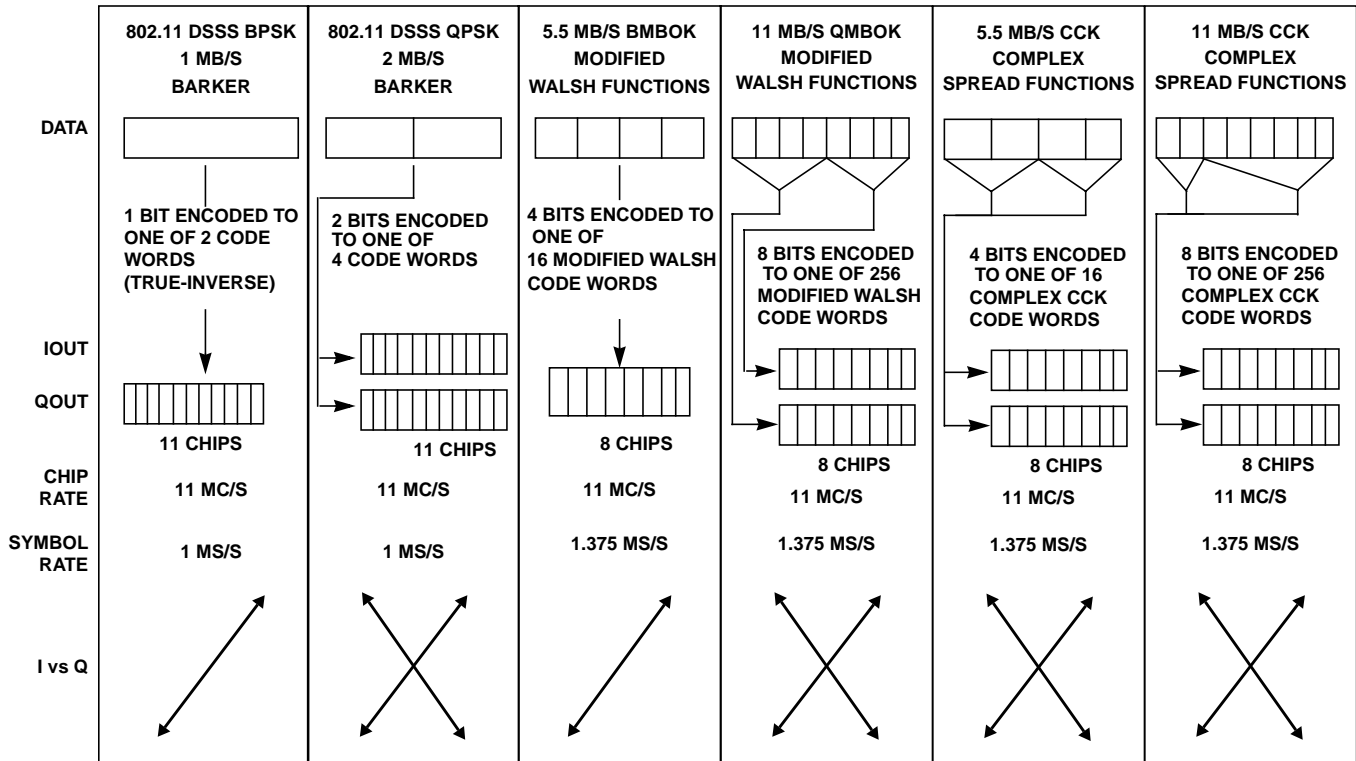 802.11 DSSS BPSK
1 MB/S
BARKER
802.11 DSSS QPSK
2 MB/S
BARKER
5.5 MB/S BMBOK
MODIFIED
WALSH FUNCTIONS
11 MB/S QMBOK
MODIFIED
WALSH FUNCTIONS
5.5 MB/S CCK
COMPLEX
SPREAD FUNCTIONS
11 MB/S CCK
COMPLEX
SPREAD FUNCTIONS
DATA
1 BIT ENCODED TO
ONE OF 2 CODE
WORDS
(TRUE-INVERSE)
2 BITS ENCODED
TO ONE OF
4 CODE WORDS
4 BITS ENCODED TO
ONE OF
16 MODIFIED WALSH
CODE WORDS
8 BITS ENCODED
TO ONE OF 256
MODIFIED WALSH
CODE WORDS
4 BITS ENCODED
TO ONE OF 16
COMPLEX CCK
CODE WORDS
8 BITS ENCODED
TO ONE OF 256
COMPLEX CCK
CODE WORDS
IOUT
QOUT
11 CHIPS
11 CHIPS
8 CHIPS
8 CHIPS
8 CHIPS
8 CHIPS
CHIP
RATE
11 MC/S
11 MC/S
11 MC/S
11 MC/S
11 MC/S
11 MC/S
SYMBOL
RATE
1 MS/S
1 MS/S
1.375 MS/S
1.375 MS/S
1.375 MS/S
1.375 MS/S
I vs Q